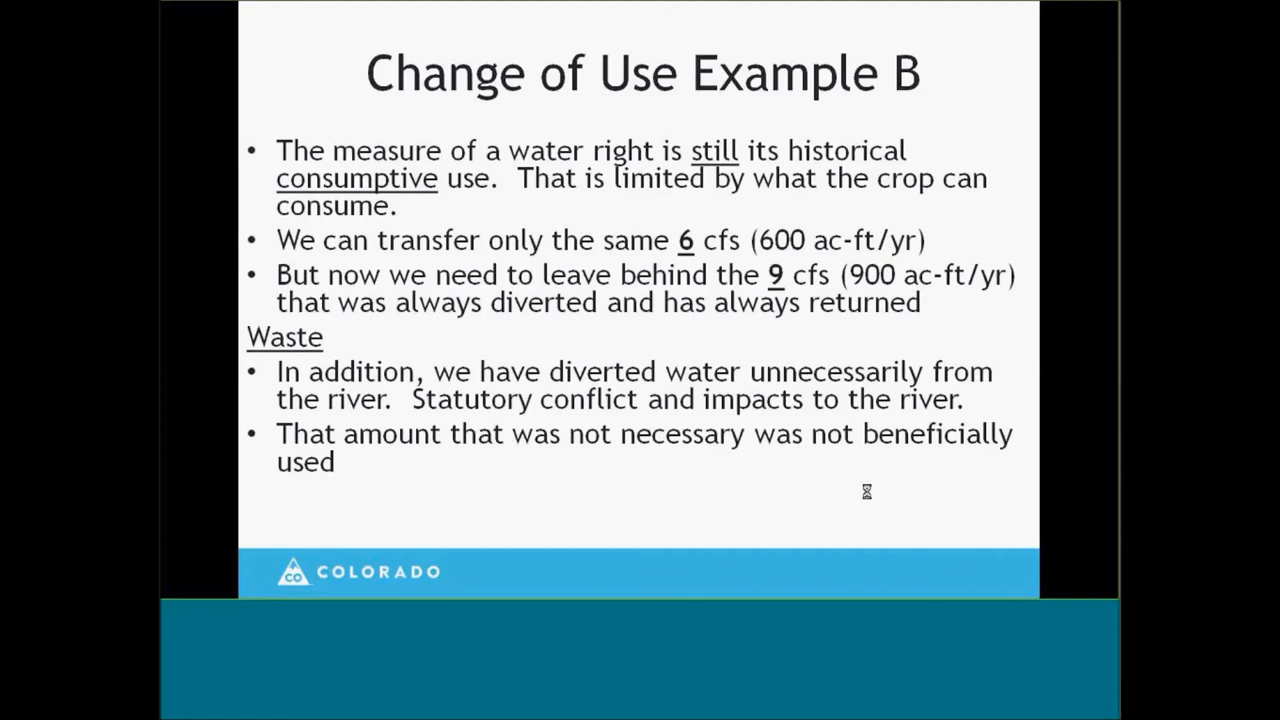 Change of Use Example B
• The measure of a water right is still its historical
consumptive use. That is limited by what the crop can
consume.
• We can transfer only the same 6 cfs (600 ac-ft/yr)
• But now we need to leave behind the 9 cfs (900 ac-ft/yr)
that was always diverted and has always returned
Waste
• In addition, we have diverted water unnecessarily from
the river. Statutory conflict and impacts to the river.
• That amount that was not necessary was not beneficially
used
CO COLORADO